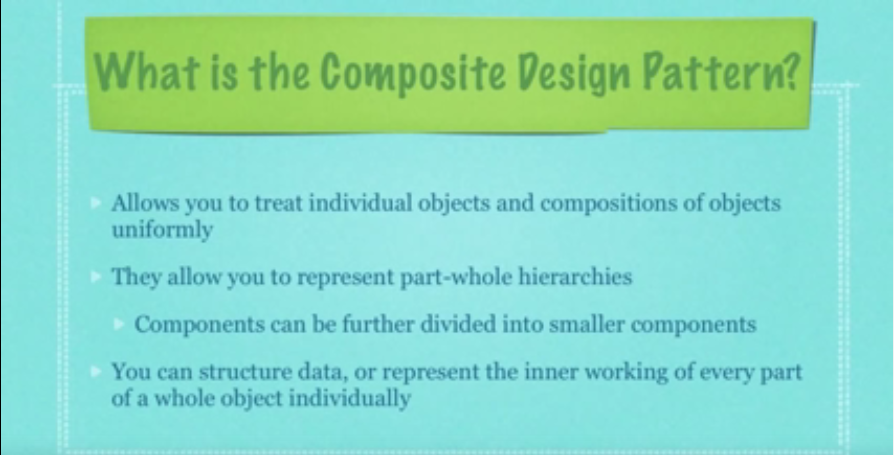 What is the Composite Design Pattern?
Allows you to treat individual objects and compositions of objects
uniformly
They allow you to represent part-whole hierarchies
Components can be further divided into smaller components
You can structure data, or represent the inner working of every part
of a whole object individually